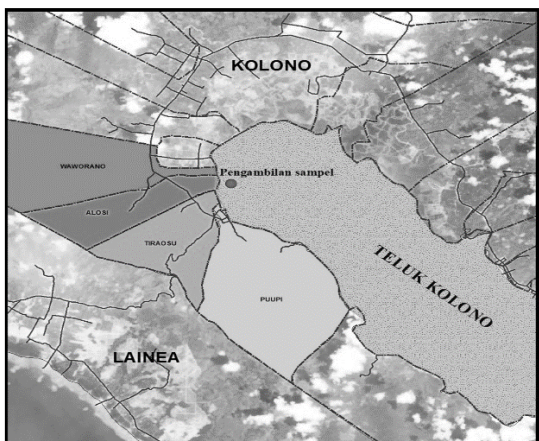 KOLONO
WAWORANO
Pengambilan sampel
ALOSI
TIRAOSU
TELUK KOLONO
PUUPI
LAINEA